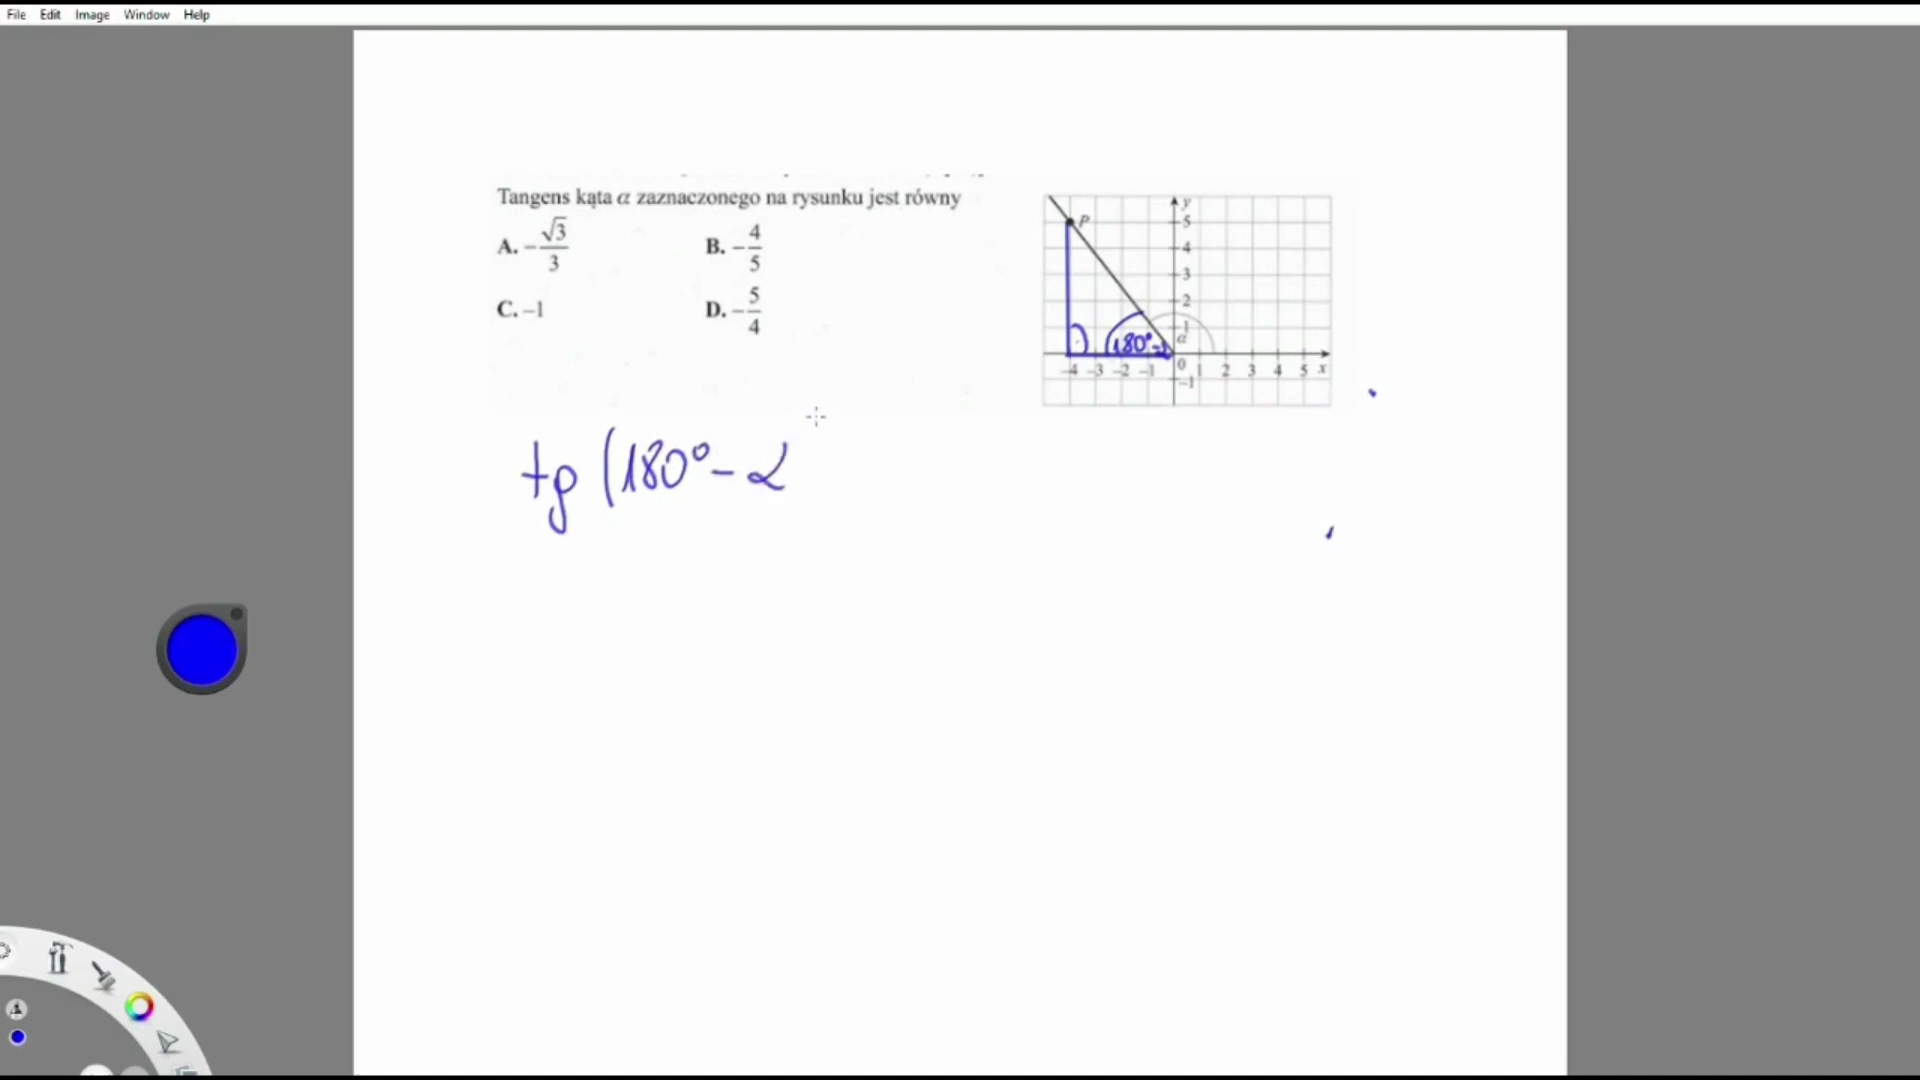 File Edit Image Window Help
Tangens kąta α zaznaczonego na rysunku jest równy
A. -√3/3
B. -4/5
C. –1
D. -5/4
y
P
5
4
3
2
1
180°-α
α
-4 -3 -2 -1 0 1 2 3 4 5 x
-1
tg (180° - α